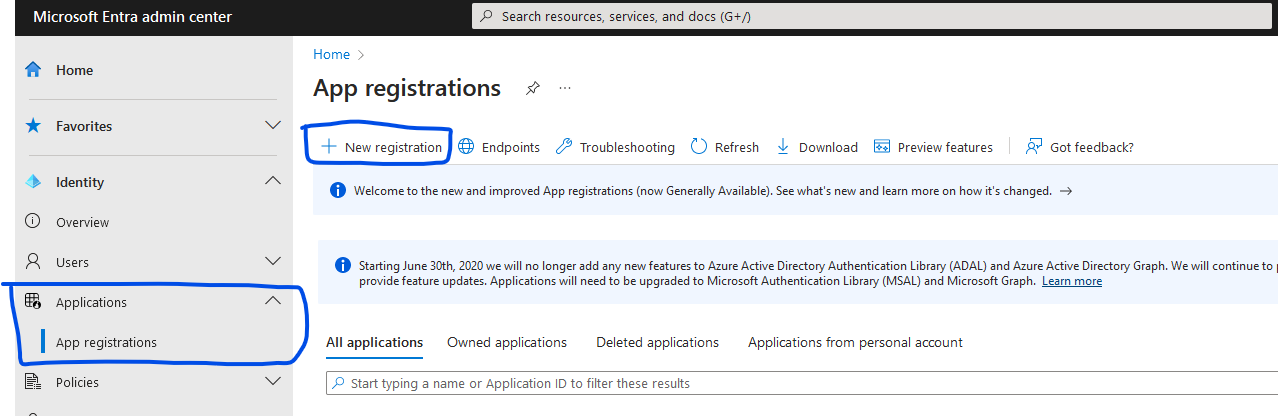 Microsoft Entra admin center
Search resources, services, and docs (G+/)
Home
Favorites
Identity
Overview
Users
Applications
App registrations
Policies
Home
App registrations
New registration Endpoints Troubleshooting Refresh Download Preview features Got feedback?
Welcome to the new and improved App registrations (now Generally Available). See what's new and learn more on how it's changed.
Starting June 30th, 2020 we will no longer add any new features to Azure Active Directory Authentication Library (ADAL) and Azure Active Directory Graph. We will continue to
provide feature updates. Applications will need to be upgraded to Microsoft Authentication Library (MSAL) and Microsoft Graph. Learn more
All applications Owned applications Deleted applications Applications from personal account
Start typing a name or Application ID to filter these results